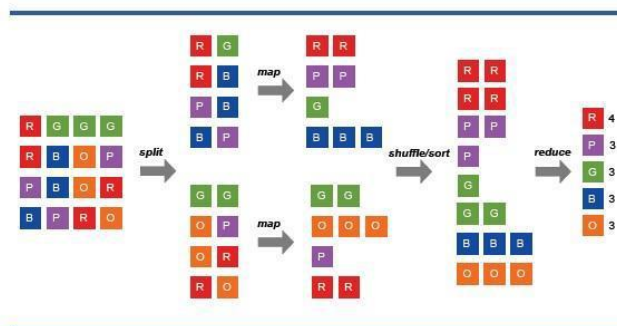 R G G G
R B O P
P B O R
B P R O
split
R G
R B
P B
B P
G G
O P
O R
R O
map
map
R R
P P
G
B B B
G G
O O O
P
R R
shuffle/sort
R R
R R
P P
P
G
G G
B B B
O O O
reduce
R 4
P 3
G 3
B 3
O 3